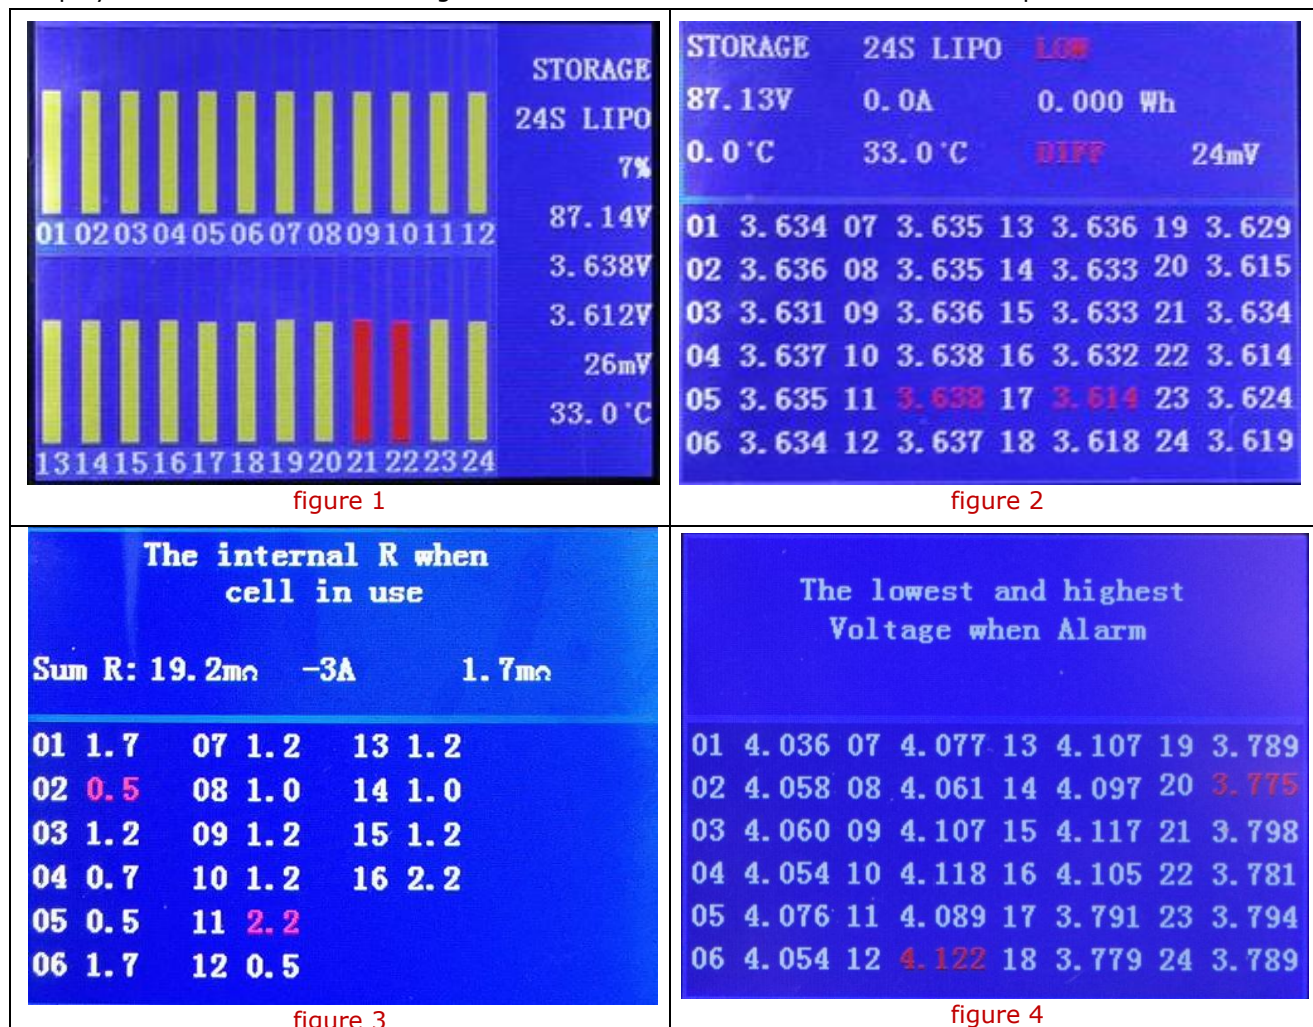 STORAGE
24S LIPO
7%
87.14V
3.638V
3.612V
26mV
33.0°C
01 02 03 04 05 06 07 08 09 10 11 12
13 14 15 16 17 18 19 20 21 22 23 24
figure 1
STORAGE 24S LIPO LOW
87.13V 0.0A 0.000 Wh
0.0°C 33.0°C DIFF 24mV
01 3.634 07 3.635 13 3.636 19 3.629
02 3.636 08 3.635 14 3.633 20 3.615
03 3.631 09 3.636 15 3.633 21 3.634
04 3.637 10 3.638 16 3.632 22 3.614
05 3.635 11 3.638 17 3.614 23 3.624
06 3.634 12 3.637 18 3.618 24 3.619
figure 2
The internal R when
cell in use
Sum R: 19.2mΩ -3A 1.7mΩ
01 1.7 07 1.2 13 1.2
02 0.5 08 1.0 14 1.0
03 1.2 09 1.2 15 1.2
04 0.7 10 1.2 16 2.2
05 0.5 11 2.2
06 1.7 12 0.5
figure 3
The lowest and highest
Voltage when Alarm
01 4.036 07 4.077 13 4.107 19 3.789
02 4.058 08 4.061 14 4.097 20 3.775
03 4.060 09 4.107 15 4.117 21 3.798
04 4.054 10 4.118 16 4.105 22 3.781
05 4.076 11 4.089 17 3.791 23 3.794
06 4.054 12 4.122 18 3.779 24 3.789
figure 4